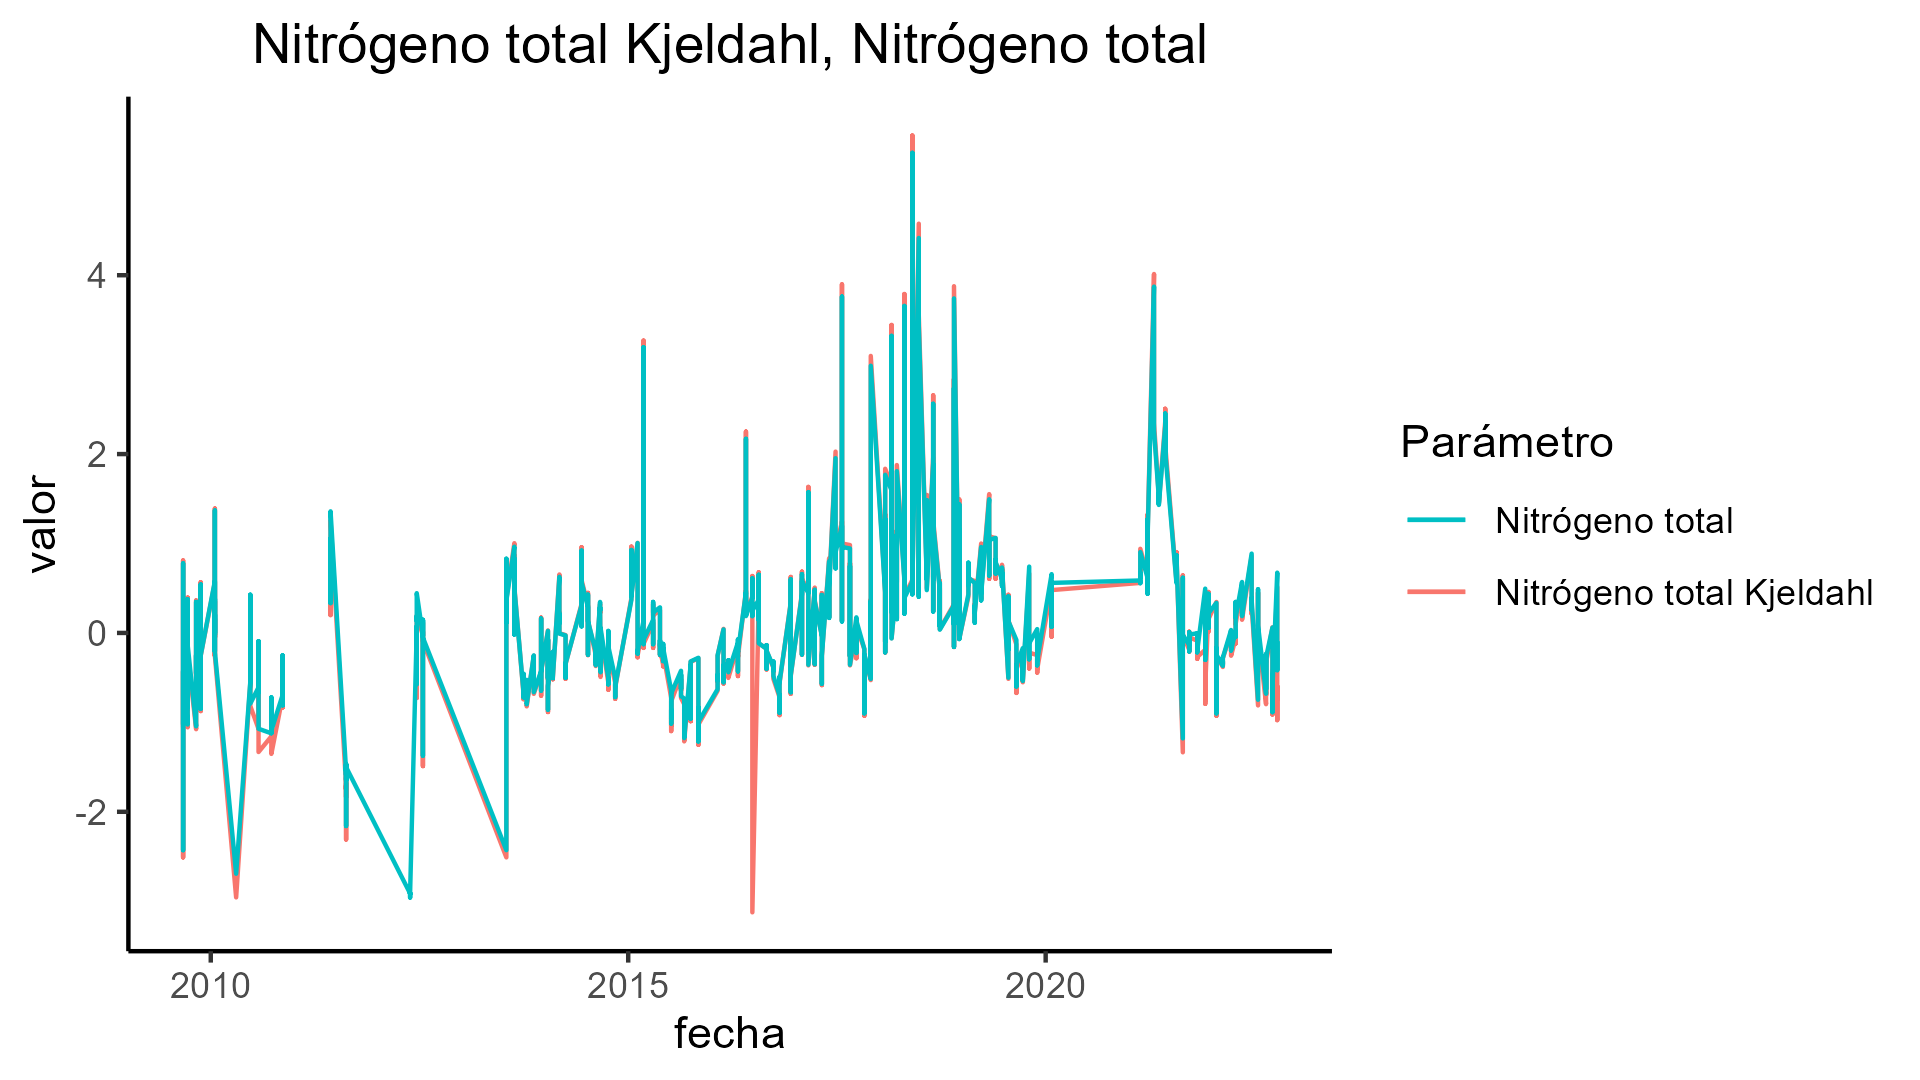 Nitrógeno total Kjeldahl, Nitrógeno total
valor
4
2
0
-2
2010
2015
2020
fecha
Parámetro
Nitrógeno total
Nitrógeno total Kjeldahl